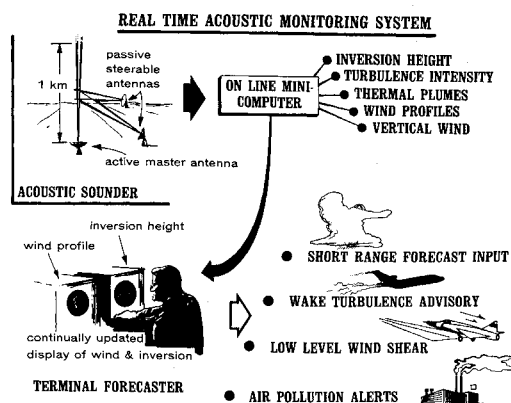 REAL TIME ACOUSTIC MONITORING SYSTEM
passive
steerable
antennas
1 km
active master antenna
ACOUSTIC SOUNDER
ON LINE MINI-
COMPUTER
● INVERSION HEIGHT
● TURBULENCE INTENSITY
● THERMAL PLUMES
● WIND PROFILES
● VERTICAL WIND
inversion height
wind profile
continually updated
display of wind & inversion
TERMINAL FORECASTER
● SHORT RANGE FORECAST INPUT
● WAKE TURBULENCE ADVISORY
● LOW LEVEL WIND SHEAR
● AIR POLLUTION ALERTS